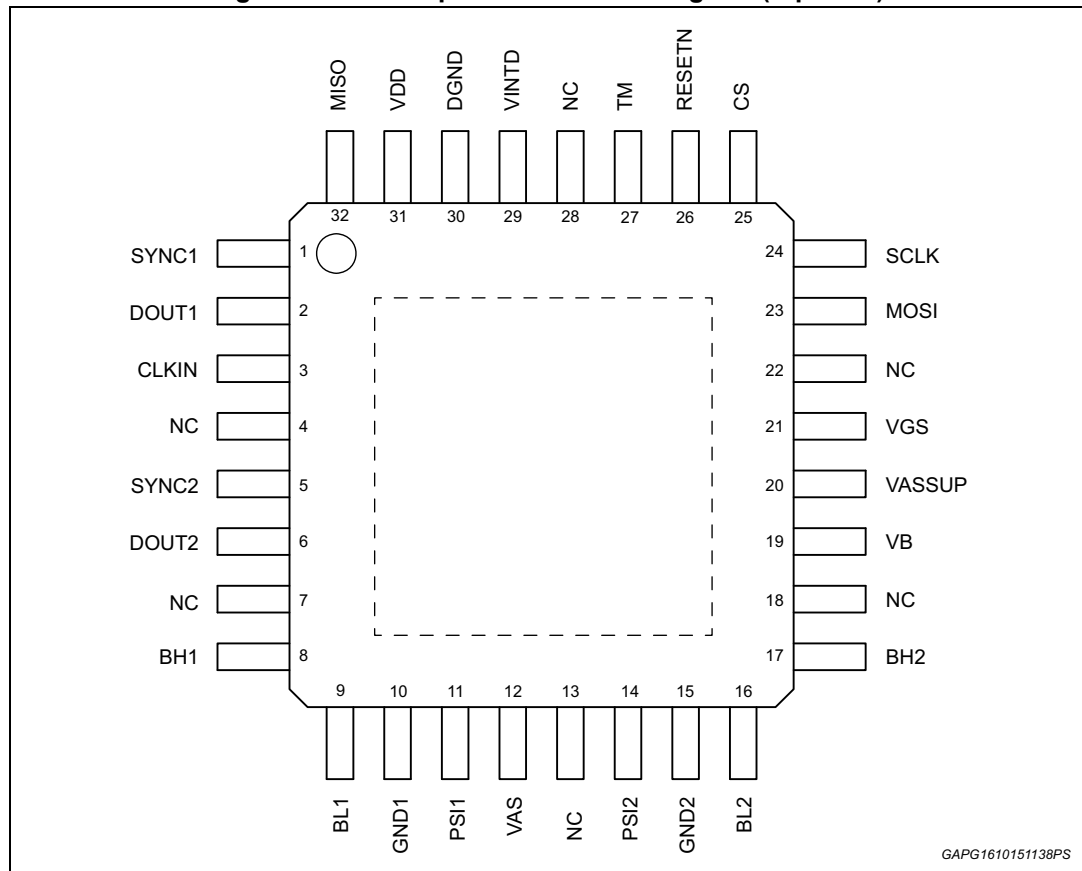 MISO
VDD
DGND
VINTD
NC
TM
RESETN
CS
32
31
30
29
28
27
26
25
SYNC1
1
DOUT1
2
CLKIN
3
NC
4
SYNC2
5
DOUT2
6
NC
7
BH1
8
24
SCLK
23
MOSI
22
NC
21
VGS
20
VASSUP
19
VB
18
NC
17
BH2
9
10
11
12
13
14
15
16
BL1
GND1
PSI1
VAS
NC
PSI2
GND2
BL2
GAPG1610151138PS